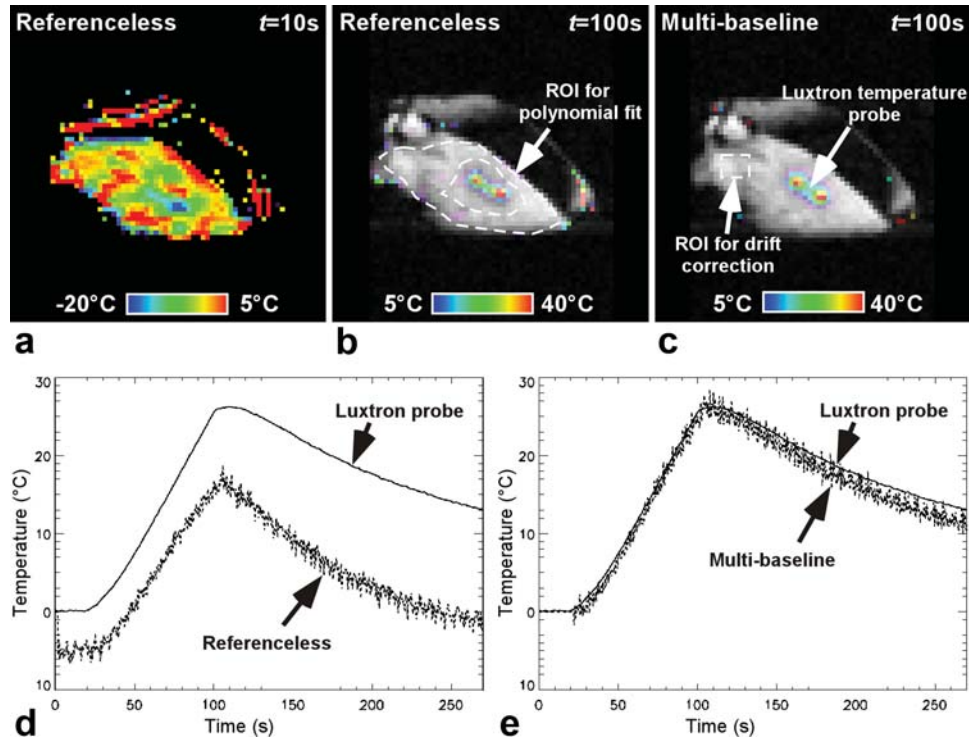 Referenceless t=10s
-20°C 5°C
a
Referenceless t=100s
ROI for
polynomial fit
5°C 40°C
b
Multi-baseline t=100s
Luxtron temperature
probe
ROI for drift
correction
5°C 40°C
c
Temperature (°C)
30
20
10
0
10
Luxtron probe
Referenceless
0 50 100 150 200 250
Time (s)
d
Temperature (°C)
30
20
10
0
10
Luxtron probe
Multi-baseline
0 50 100 150 200 250
Time (s)
e